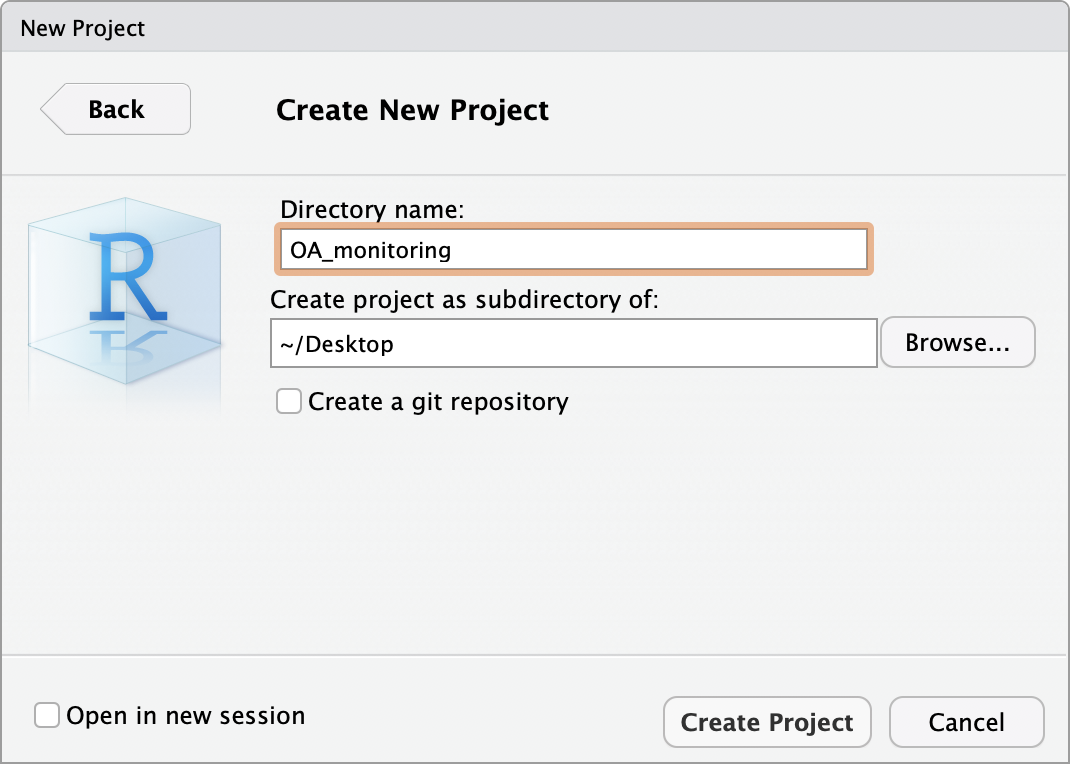 New Project
Back
Create New Project
Directory name:
R
OA_monitoring
Create project as subdirectory of:
~/Desktop
Browse...
Create a git repository
Open in new session
Create Project
Cancel